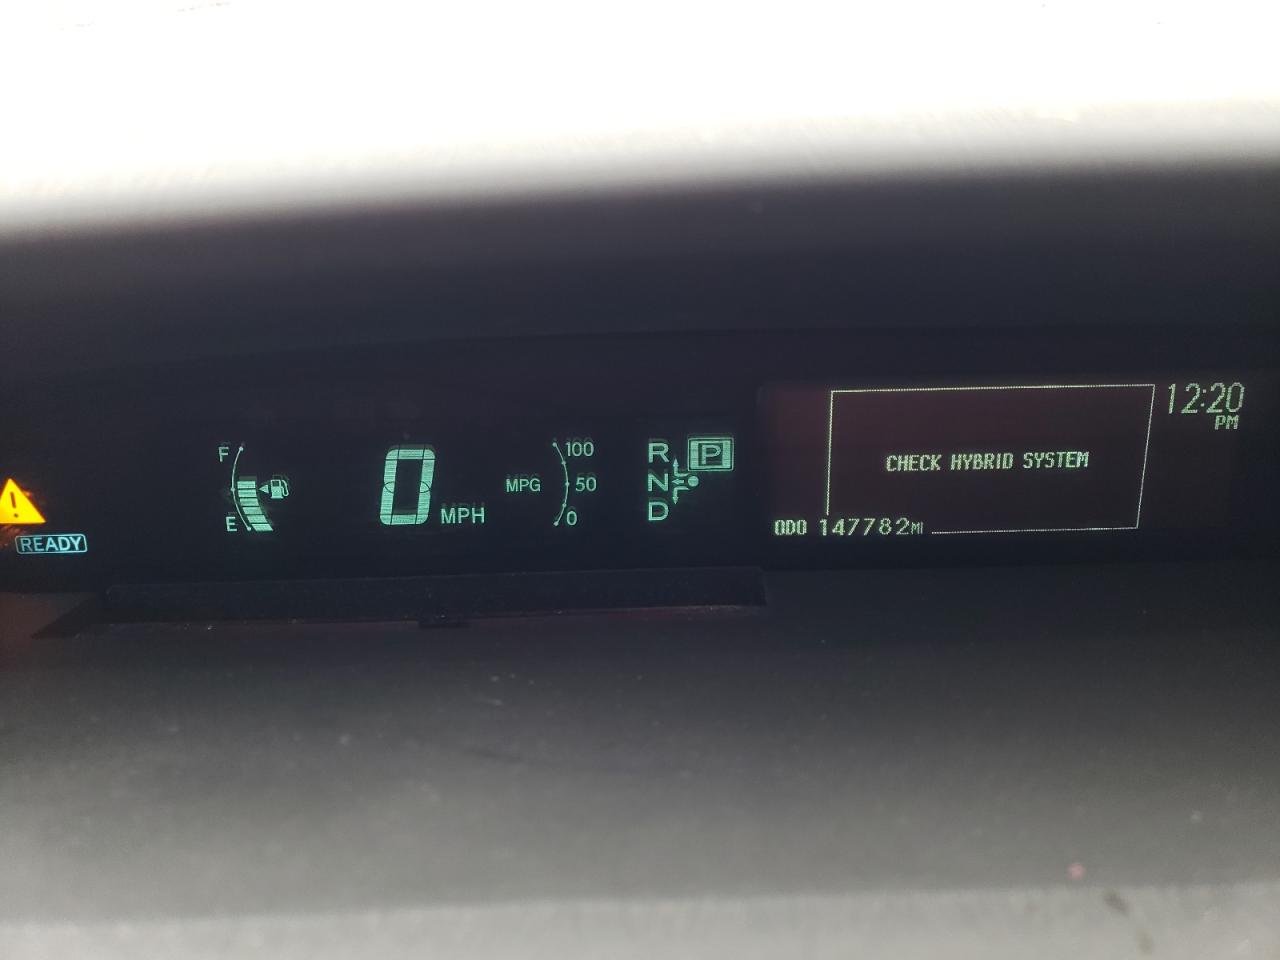 F
E
READY
0 MPH
MPG
100
50
0
R
N
D
P
CHECK HYBRID SYSTEM
12:20
PM
ODO 147782MI